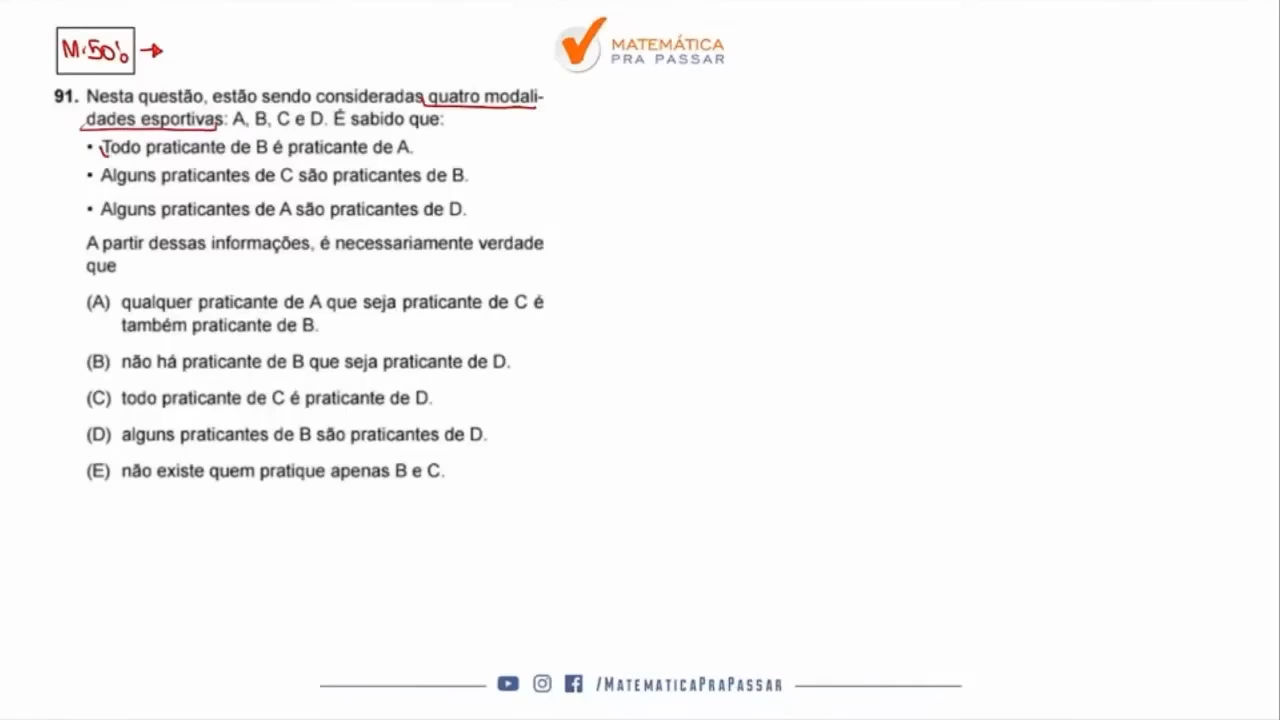 M.50%
MATEMÁTICA
PRA PASSAR
91. Nesta questão, estão sendo consideradas quatro modali-
dades esportivas: A, B, C e D. É sabido que:
• Todo praticante de B é praticante de A.
• Alguns praticantes de C são praticantes de B.
• Alguns praticantes de A são praticantes de D.
A partir dessas informações, é necessariamente verdade
que
(A) qualquer praticante de A que seja praticante de C é
também praticante de B.
(B) não há praticante de B que seja praticante de D.
(C) todo praticante de C é praticante de D.
(D) alguns praticantes de B são praticantes de D.
(E) não existe quem pratique apenas B e C.
/MATEMATICAPRAPASSAR